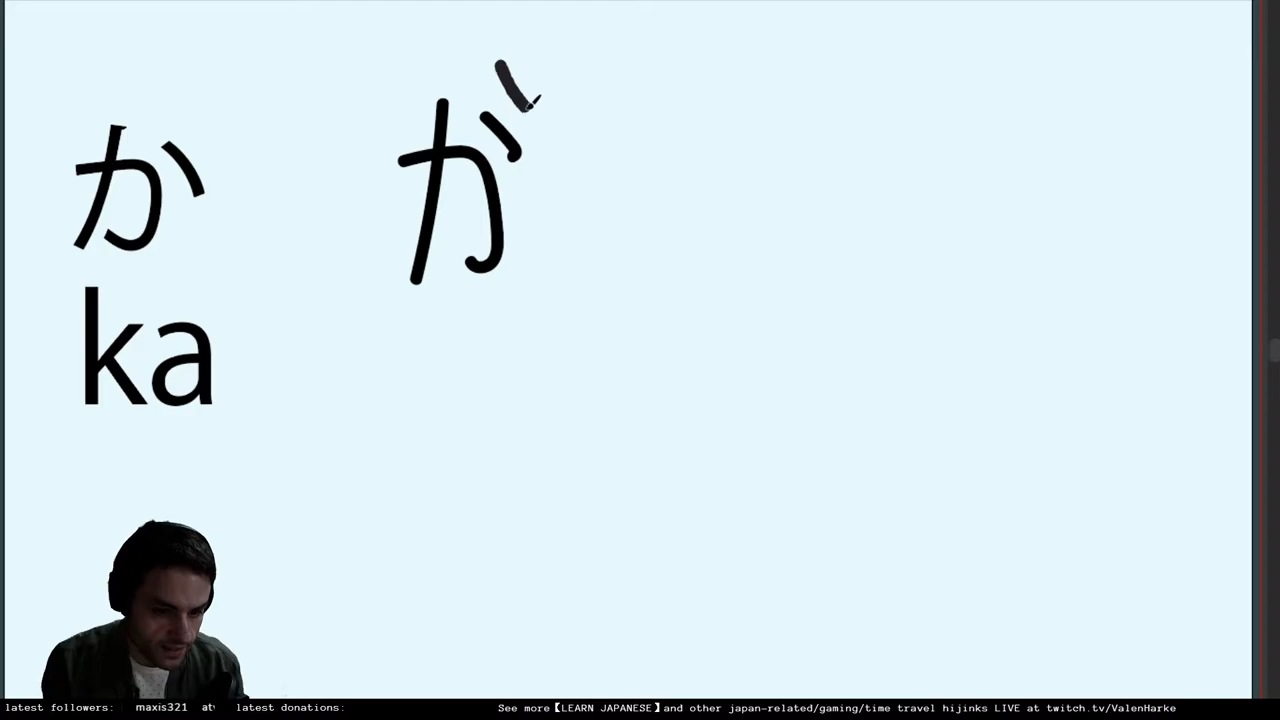 か が
ka
latest followers: maxis321 at latest donations: See more【LEARN JAPANESE】and other japan-related/gaming/time travel hijinks LIVE at twitch.tv/ValenHarke